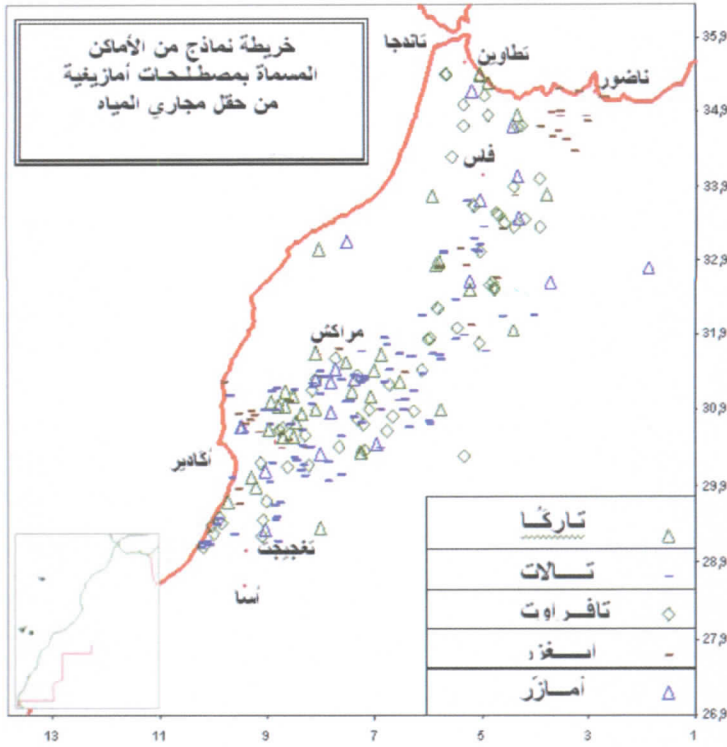 خريطة نماذج من الأماكن
المسماة بمصطلحات أمازيغية
من حقل مجاري المياه
تاندجا
تطاوين
ناضور
فاس
مراكش
أكادير
تغجيجت
أسا
تاركا
تالات
تافراوت
إغزر
أمازر
35,9
34,9
33,9
32,9
31,9
30,9
29,9
28,9
27,9
26,9
13
11
9
7
5
3
1